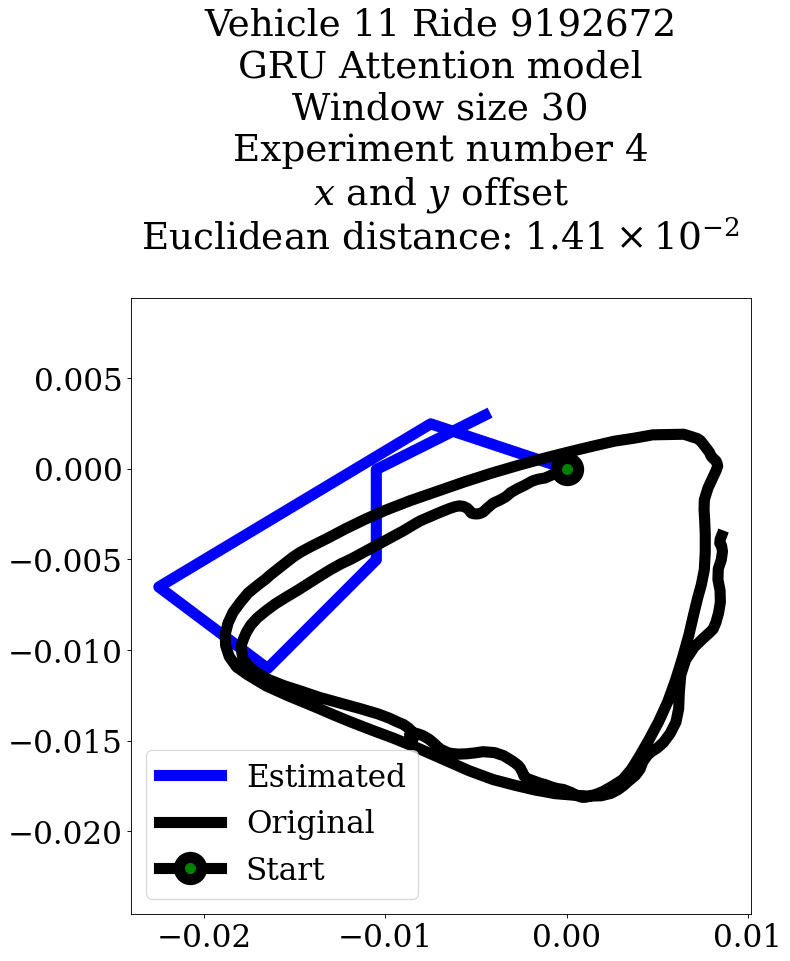 Vehicle 11 Ride 9192672
GRU Attention model
Window size 30
Experiment number 4
x and y offset
Euclidean distance: 1.41 × 10⁻²
0.005
0.000
−0.005
−0.010
−0.015
−0.020
Estimated
Original
Start
−0.02
−0.01
0.00
0.01